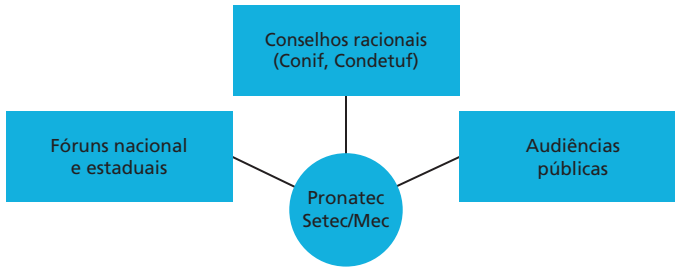 Conselhos racionais
(Conif, Condetuf)
Fóruns nacional
e estaduais
Audiências
públicas
Pronatec
Setec/Mec